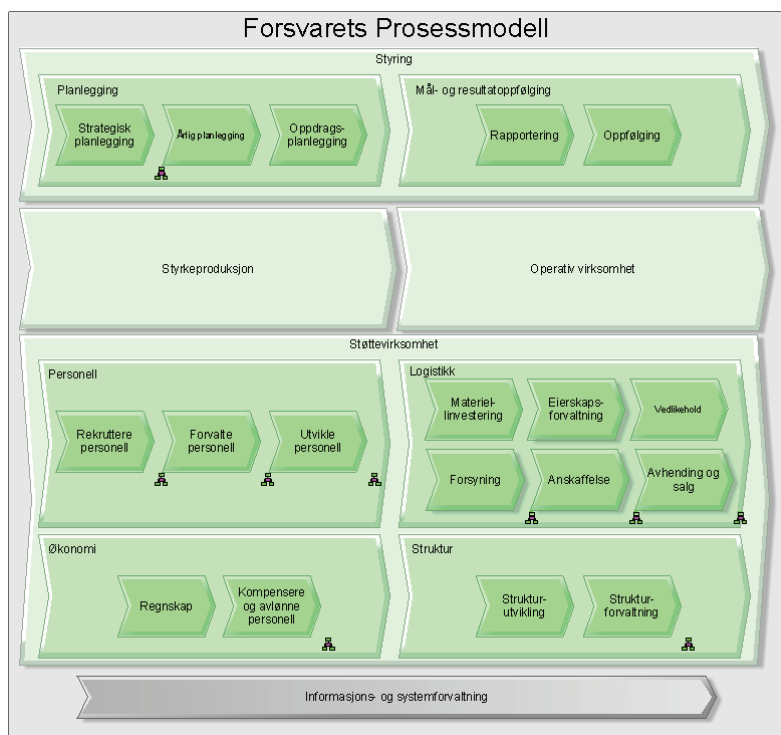 Forsvarets Prosessmodell
Styring
Planlegging
Strategisk
planlegging
Årlig planlegging
Oppdrags-
planlegging
Mål- og resultatoppfølging
Rapportering
Oppfølging
Styrkeproduksjon
Operativ virksomhet
Støttevirksomhet
Personell
Rekruttere
personell
Forvalte
personell
Utvikle
personell
Logistikk
Materiel-
linvestering
Eierskaps-
forvaltning
Vedlikehold
Forsyning
Anskaffelse
Avhending og
salg
Økonomi
Regnskap
Kompensere
og avlønne
personell
Struktur
Struktur-
utvikling
Struktur-
forvaltning
Informasjons- og systemforvaltning